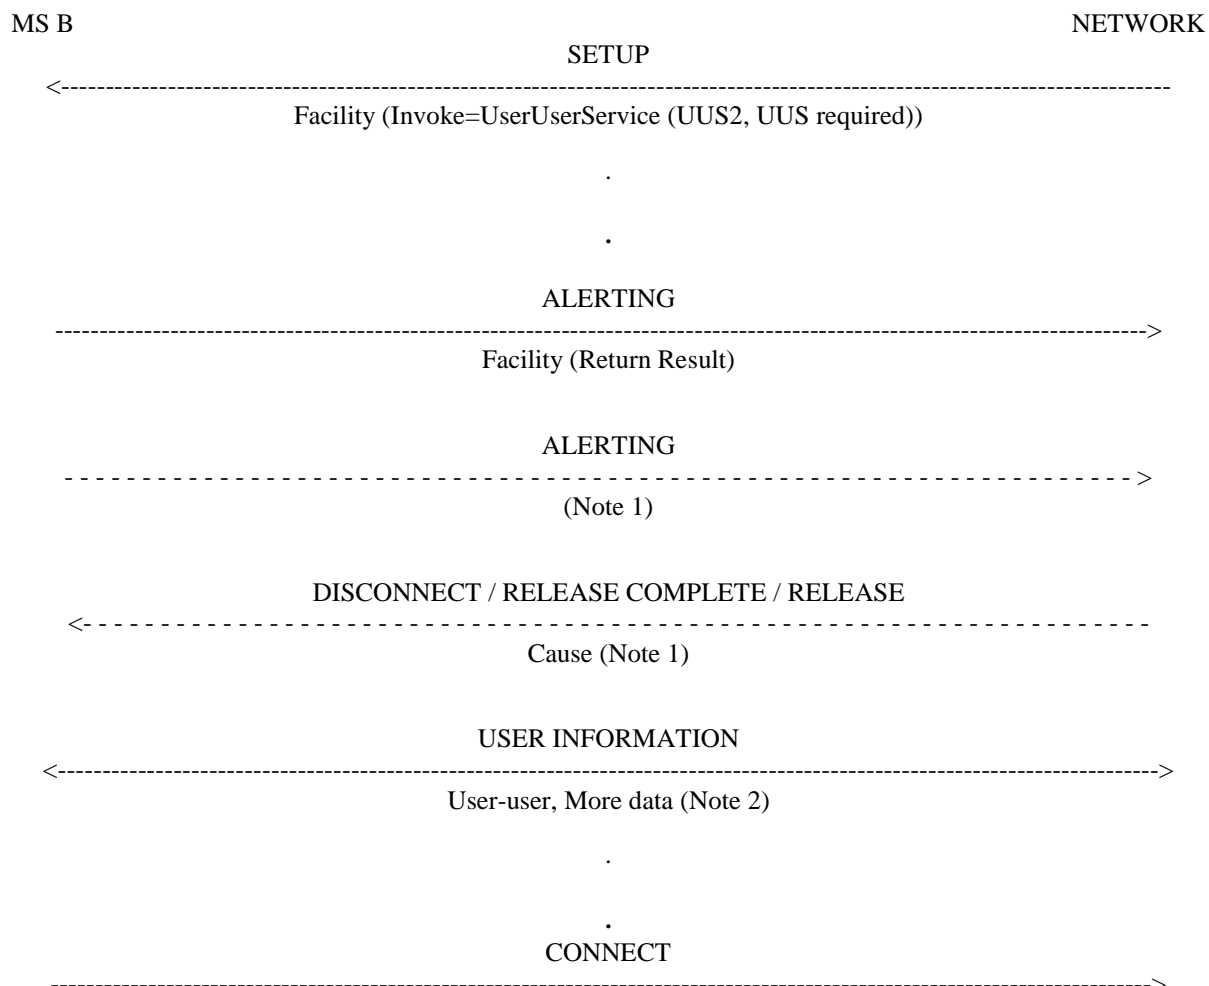 MS B NETWORK
SETUP
<------------------------------------------------------------------------------------------------------------------------------
Facility (Invoke=UserUserService (UUS2, UUS required))
.
.
ALERTING
---------------------------------------------------------------------------------------------------------------------------->
Facility (Return Result)
ALERTING
- - - - - - - - - - - - - - - - - - - - - - - - - - - - - - - - - - - - - - - - - - - - - - - - - - - - - - - - >
(Note 1)
DISCONNECT / RELEASE COMPLETE / RELEASE
<- - - - - - - - - - - - - - - - - - - - - - - - - - - - - - - - - - - - - - - - - - - - - - - - - - - - - - - -
Cause (Note 1)
USER INFORMATION
<---------------------------------------------------------------------------------------------------------------------------->
User-user, More data (Note 2)
.
.
CONNECT
----------------------------------------------------------------------------------------------------------------------------->